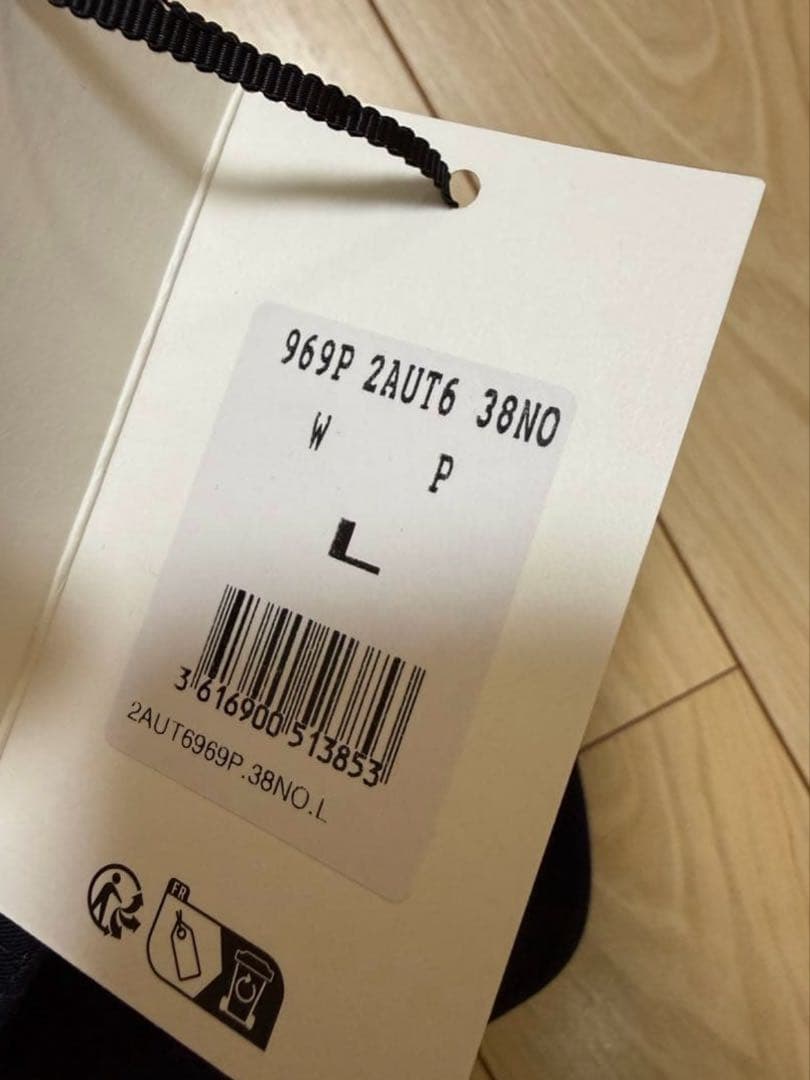 969P 2AUT6 38NO
W P
L
3 616900 513853
2AUT6969P.38NO.L
FR